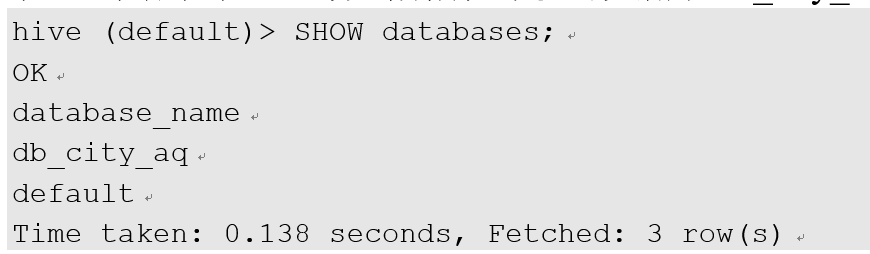 hive (default)> SHOW databases;
OK
database_name
db_city_aq
default
Time taken: 0.138 seconds, Fetched: 3 row(s)